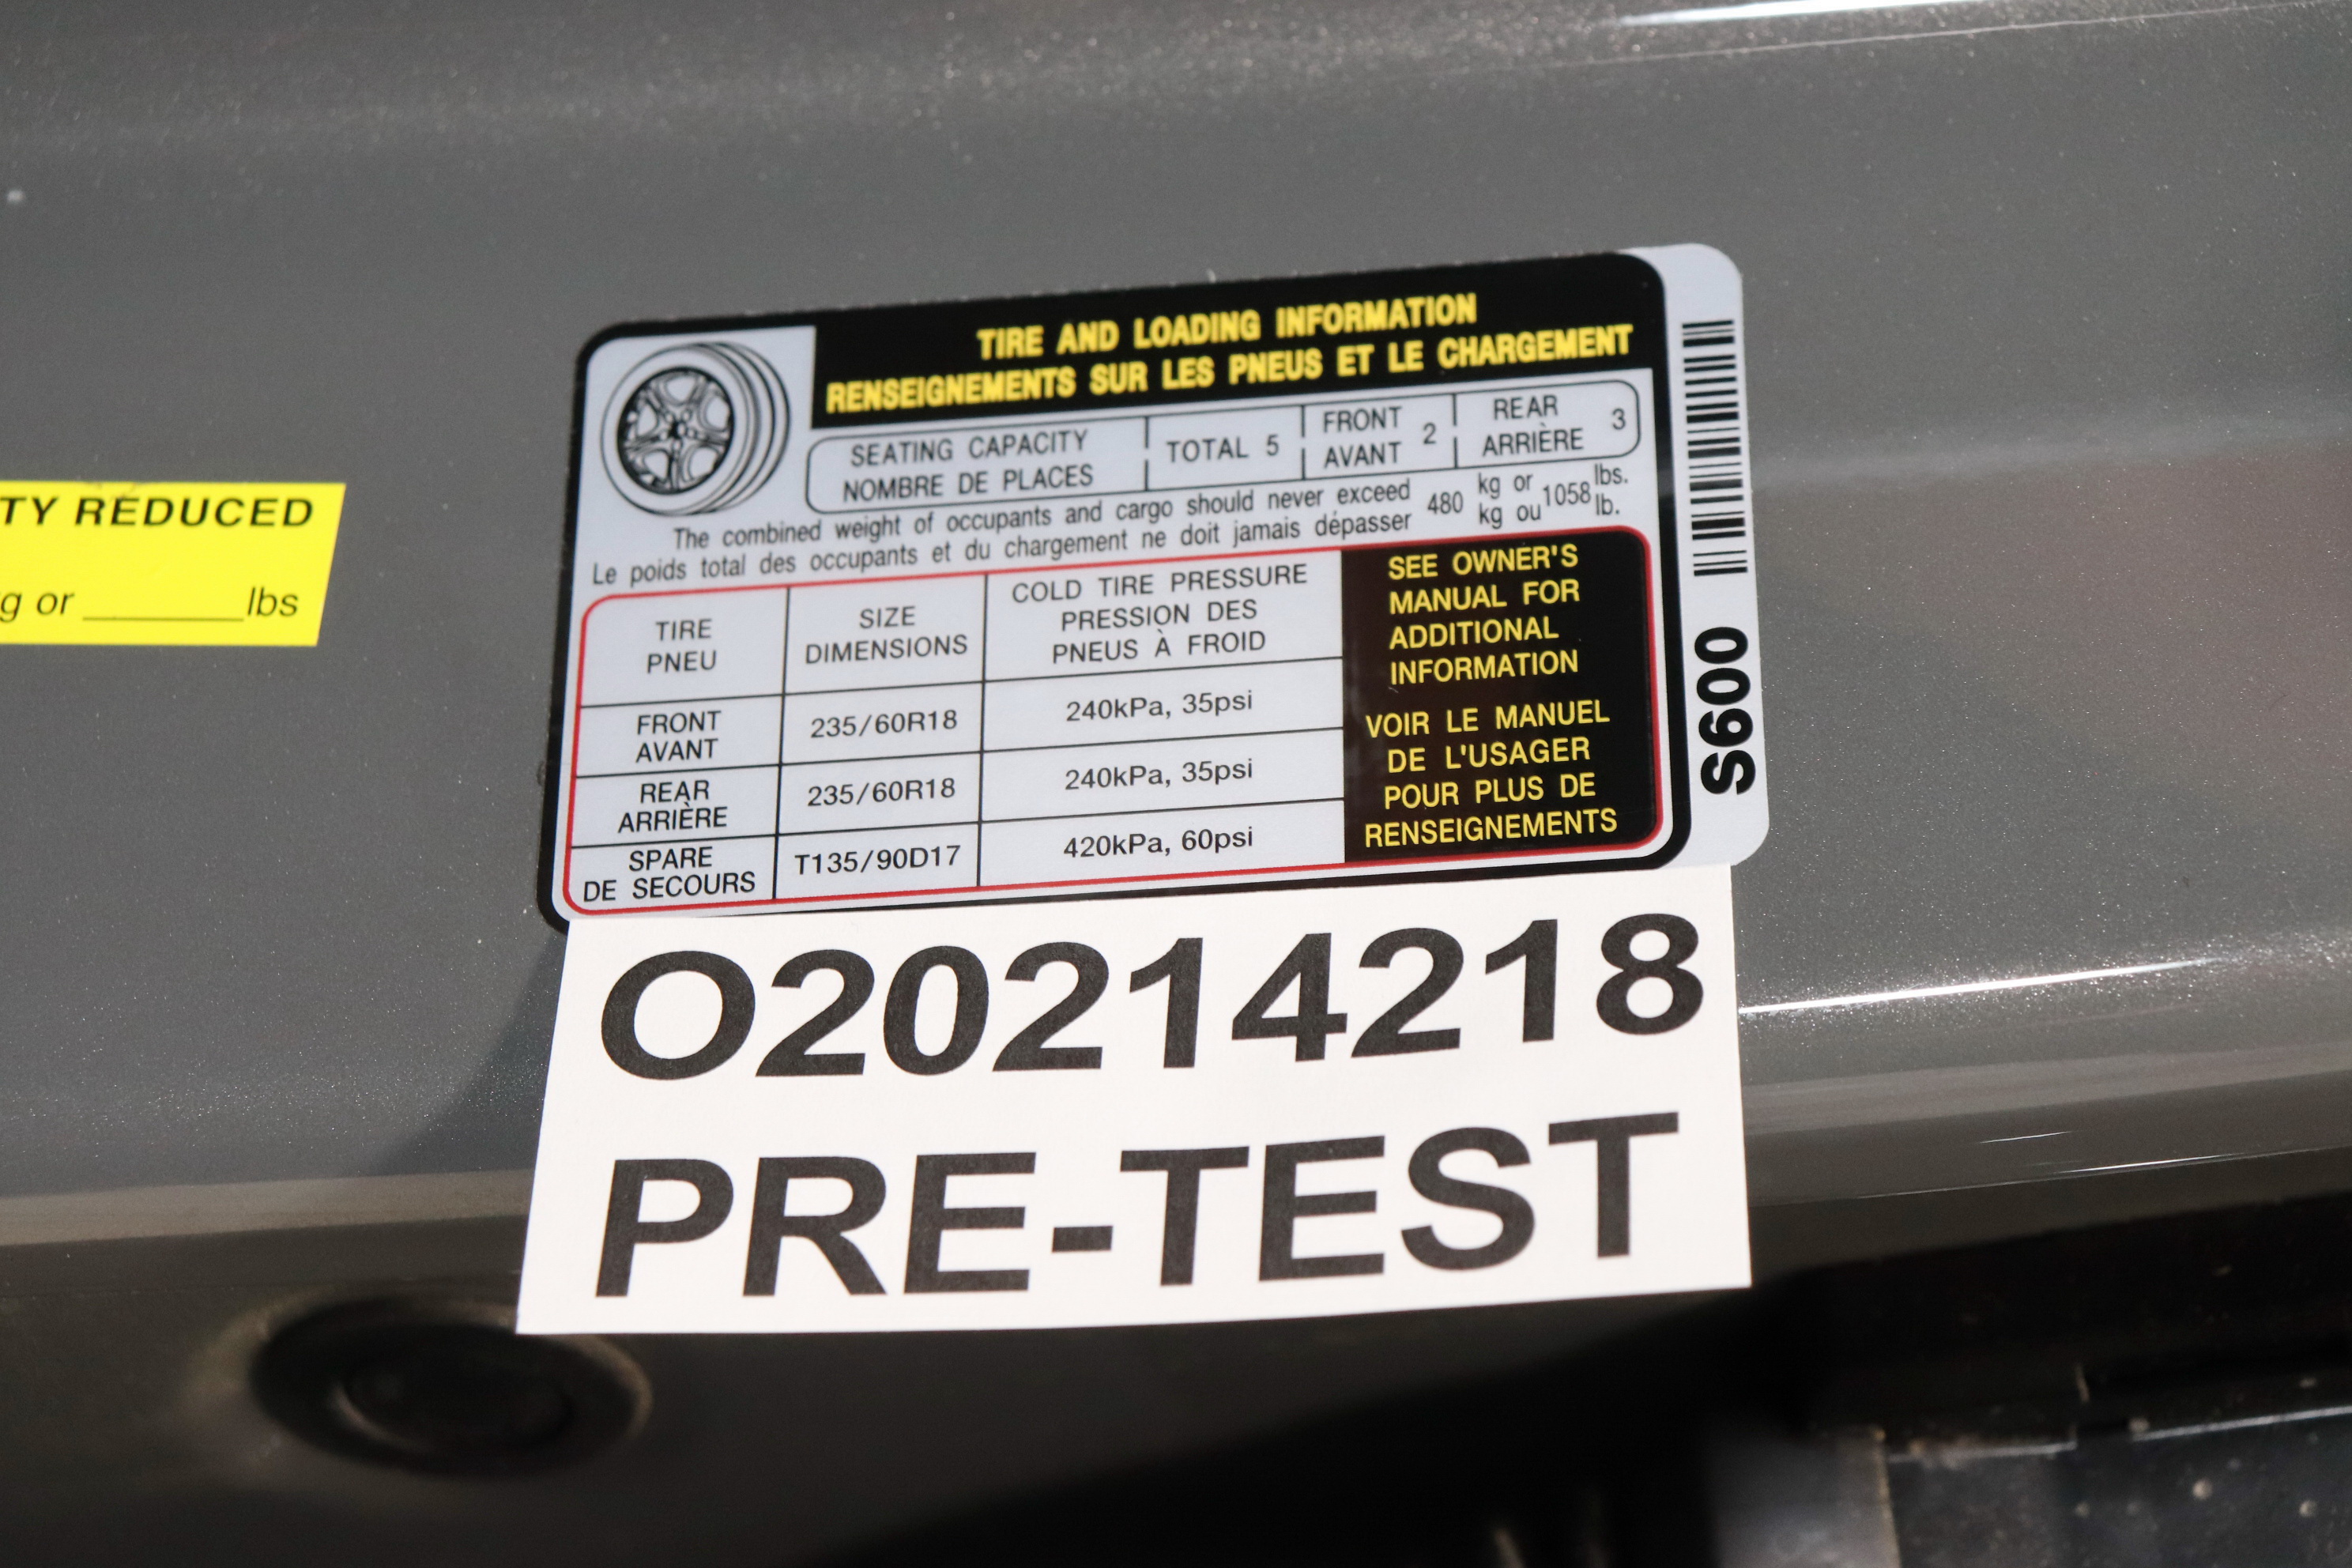 TY REDUCED
g or ______lbs
TIRE AND LOADING INFORMATION
RENSEIGNEMENTS SUR LES PNEUS ET LE CHARGEMENT
SEATING CAPACITY
NOMBRE DE PLACES
TOTAL 5
FRONT
AVANT
2
REAR
ARRIÈRE
3
The combined weight of occupants and cargo should never exceed 480 kg or 1058 lbs.
Le poids total des occupants et du chargement ne doit jamais dépasser kg ou lb.
TIRE
PNEU
SIZE
DIMENSIONS
COLD TIRE PRESSURE
PRESSION DES
PNEUS À FROID
FRONT
AVANT
235/60R18
240kPa, 35psi
REAR
ARRIÈRE
235/60R18
240kPa, 35psi
SPARE
DE SECOURS
T135/90D17
420kPa, 60psi
SEE OWNER'S
MANUAL FOR
ADDITIONAL
INFORMATION
VOIR LE MANUEL
DE L'USAGER
POUR PLUS DE
RENSEIGNEMENTS
S600
O20214218
PRE-TEST